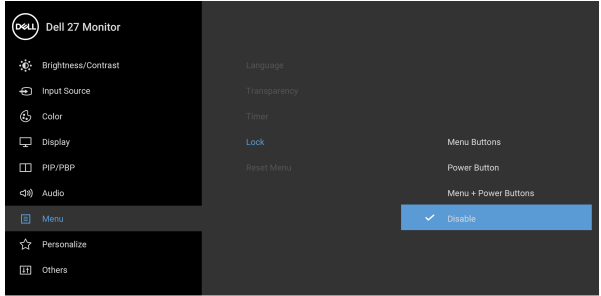 DELL Dell 27 Monitor
Brightness/Contrast
Language
Input Source
Transparency
Color
Timer
Display
Lock
Menu Buttons
PIP/PBP
Reset Menu
Power Button
Audio
Menu + Power Buttons
Menu
Disable
Personalize
Others